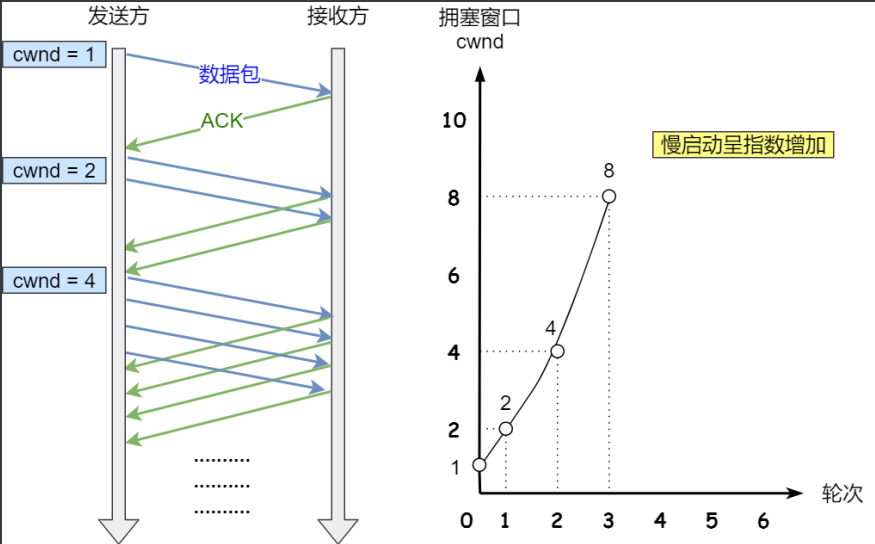 发送方
接收方
cwnd = 1
数据包
ACK
cwnd = 2
cwnd = 4
..........
..........
..........
拥塞窗口
cwnd
慢启动呈指数增加
10
8
6
4
2
1
8
4
2
0 1 2 3 4 5 6
轮次